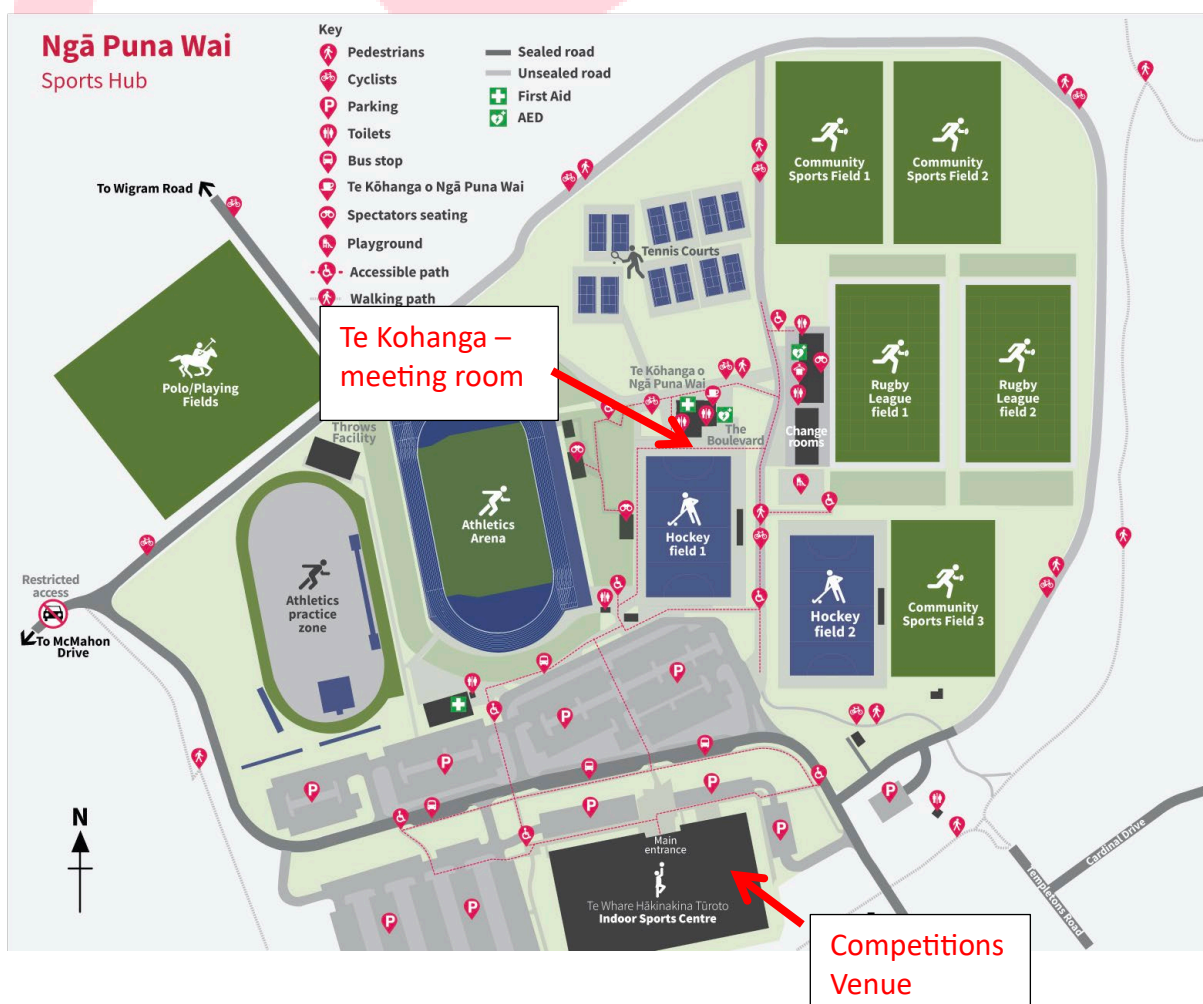 Ngā Puna Wai
Sports Hub
Key
Pedestrians
Cyclists
Parking
Toilets
Bus stop
Te Kōhanga o Ngā Puna Wai
Spectators seating
Playground
Accessible path
Walking path
Sealed road
Unsealed road
First Aid
AED
To Wigram Road
Community
Sports Field 1
Community
Sports Field 2
Tennis Courts
Te Kohanga –
meeting room
Polo/Playing
Fields
Throws
Facility
Te Kōhanga o
Ngā Puna Wai
The
Boulevard
Change
rooms
Rugby
League
field 1
Rugby
League
field 2
Athletics
Arena
Hockey
field 1
Athletics
practice
zone
Hockey
field 2
Community
Sports Field 3
Restricted
access
To McMahon
Drive
P
P
P
P
P
P
P
P
P
P
N
Main
entrance
Te Whare Hākinakina Tūroto
Indoor Sports Centre
Cardinal Drive
Templetons Road
Competitions
Venue